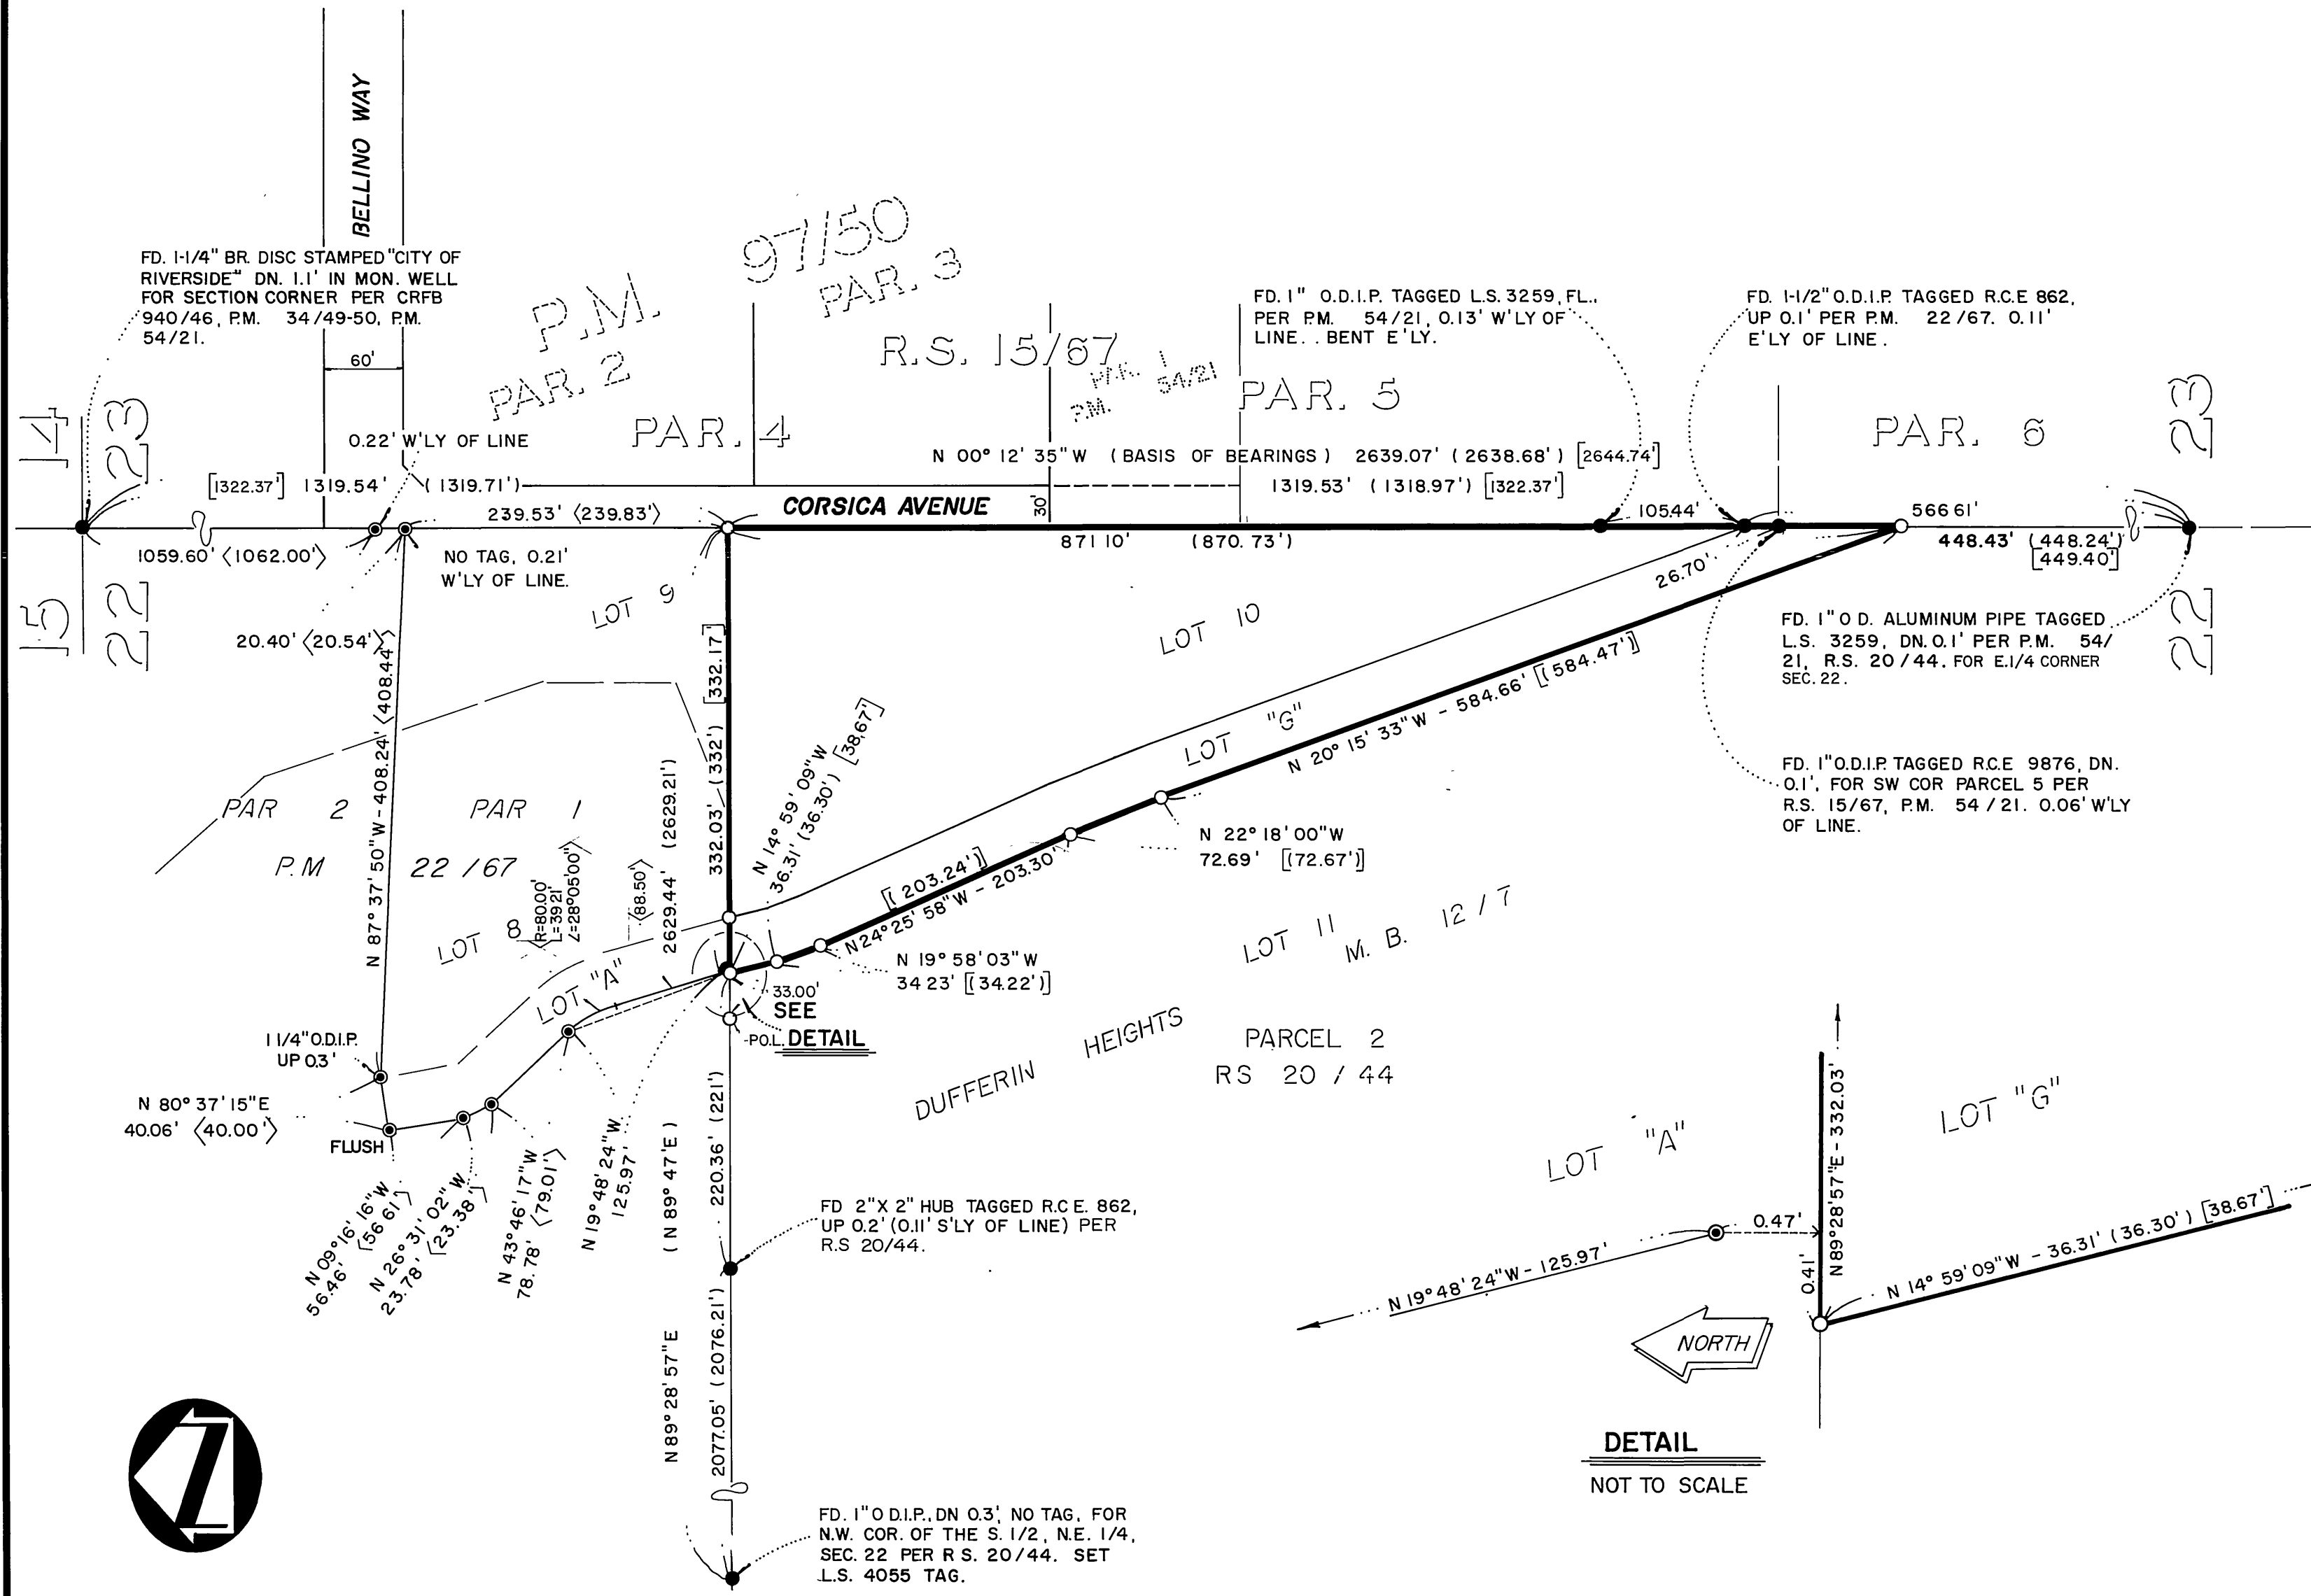 BELLINO WAY
FD. 1-1/4" BR. DISC STAMPED "CITY OF
RIVERSIDE" DN. 1.1' IN MON. WELL
FOR SECTION CORNER PER CRFB
940/46, P.M. 34/49-50, P.M.
54/21.
60'
P.M. 97/50
PAR. 2
PAR. 3
R.S. 15/67
P.M. 54/21
FD. 1" O.D.I.P. TAGGED L.S. 3259, FL.,
PER P.M. 54/21, 0.13' W'LY OF
LINE. . BENT E'LY.
FD. 1-1/2" O.D.I.P. TAGGED R.C.E 862,
UP 0.1' PER P.M. 22/67. 0.11'
E'LY OF LINE.
14
23
0.22' W'LY OF LINE
PAR. 4
PAR. 5
PAR. 6
23
N 00° 12' 35" W (BASIS OF BEARINGS) 2639.07' (2638.68') [2644.74']
[1322.37'] 1319.54' (1319.71')
1319.53' (1318.97') [1322.37']
CORSICA AVENUE
30'
239.53' <239.83'>
105.44'
566 61'
1059.60' <1062.00'>
NO TAG, 0.21'
W'LY OF LINE.
871 10' (870.73')
448.43' (448.24')
[449.40']
15
22
20.40' <20.54'>
LOT 9
LOT 10
26.70'
22
FD. 1" O D. ALUMINUM PIPE TAGGED
L.S. 3259, DN. 0.1' PER P.M. 54/
21, R.S. 20/44. FOR E.1/4 CORNER
SEC. 22.
N 87° 37' 50" W - 408.24' <408.44'>
332.03' (332') [332.17']
2629.44' (2629.21')
N 14° 59' 09" W
36.31' (36.30') [38.67']
LOT "G"
N 20° 15' 33" W - 584.66' [(584.47')]
FD. 1" O.D.I.P. TAGGED R.C.E 9876, DN.
0.1', FOR SW COR PARCEL 5 PER
R.S. 15/67, P.M. 54/21. 0.06' W'LY
OF LINE.
PAR 2
PAR 1
P.M 22/67
N 22° 18' 00" W
72.69' [(72.67')]
[(203.24')]
N 24° 25' 58" W - 203.30'
LOT 8
R=80.00'
L=39 21'
∠=28°05'00"
<88.50'>
LOT "A"
N 19° 58' 03" W
34 23' [(34.22')]
33.00'
SEE
DETAIL
P.O.L.
LOT 11
M. B. 12/7
DUFFERIN HEIGHTS
PARCEL 2
RS 20/44
1 1/4" O.D.I.P.
UP 0.3'
N 80° 37' 15" E
40.06' <40.00'>
FLUSH
N 09° 16' 16" W
56.46' <56 61'>
N 26° 31' 02" W
23.78' <23.38'>
N 43° 46' 17" W
78.78' <79.01'>
N 19° 48' 24" W
125.97'
N 89° 28' 57" E (N 89° 47' E)
220.36' (221')
2077.05' (2076.21')
FD 2" X 2" HUB TAGGED R.C E. 862,
UP 0.2' (0.11' S'LY OF LINE) PER
R.S 20/44.
FD. 1" O D.I.P., DN 0.3', NO TAG, FOR
N.W. COR. OF THE S. 1/2, N.E. 1/4,
SEC. 22 PER R S. 20/44. SET
L.S. 4055 TAG.
LOT "A"
LOT "G"
N 89° 28' 57" E - 332.03'
0.47'
0.41'
N 19° 48' 24" W - 125.97'
N 14° 59' 09" W - 36.31' (36.30') [38.67']
NORTH
DETAIL
NOT TO SCALE